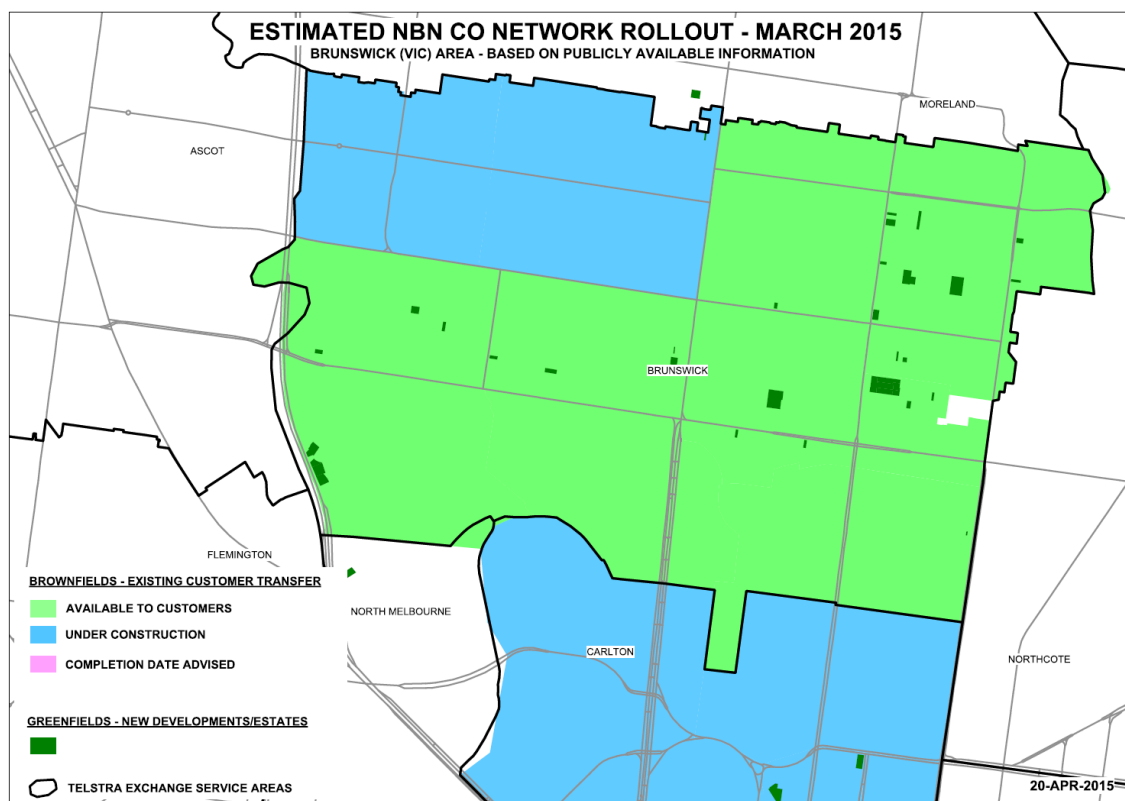 ESTIMATED NBN CO NETWORK ROLLOUT - MARCH 2015
BRUNSWICK (VIC) AREA - BASED ON PUBLICLY AVAILABLE INFORMATION
MORELAND
ASCOT
BRUNSWICK
FLEMINGTON
BROWNFIELDS - EXISTING CUSTOMER TRANSFER
AVAILABLE TO CUSTOMERS
NORTH MELBOURNE
UNDER CONSTRUCTION
CARLTON
NORTHCOTE
COMPLETION DATE ADVISED
GREENFIELDS - NEW DEVELOPMENTS/ESTATES
TELSTRA EXCHANGE SERVICE AREAS
20-APR-2015